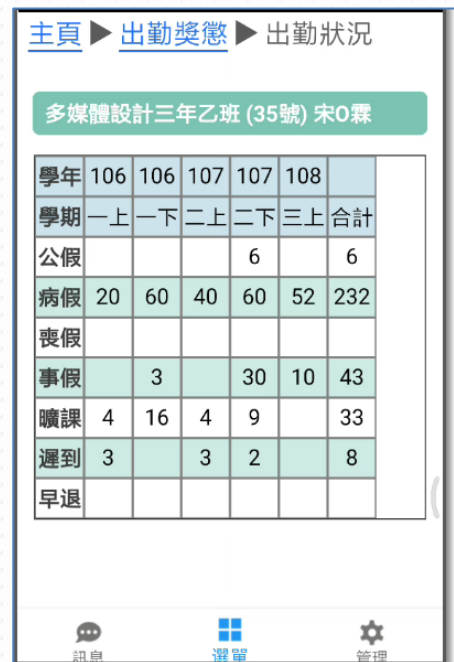 主頁 ▶ 出勤獎懲 ▶ 出勤狀況
多媒體設計三年乙班 (35號) 宋O霖
學年 106 106 107 107 108
學期 一上 一下 二上 二下 三上 合計
公假 6 6
病假 20 60 40 60 52 232
喪假
事假 3 30 10 43
曠課 4 16 4 9 33
遲到 3 3 2 8
早退
訊息 選單 管理